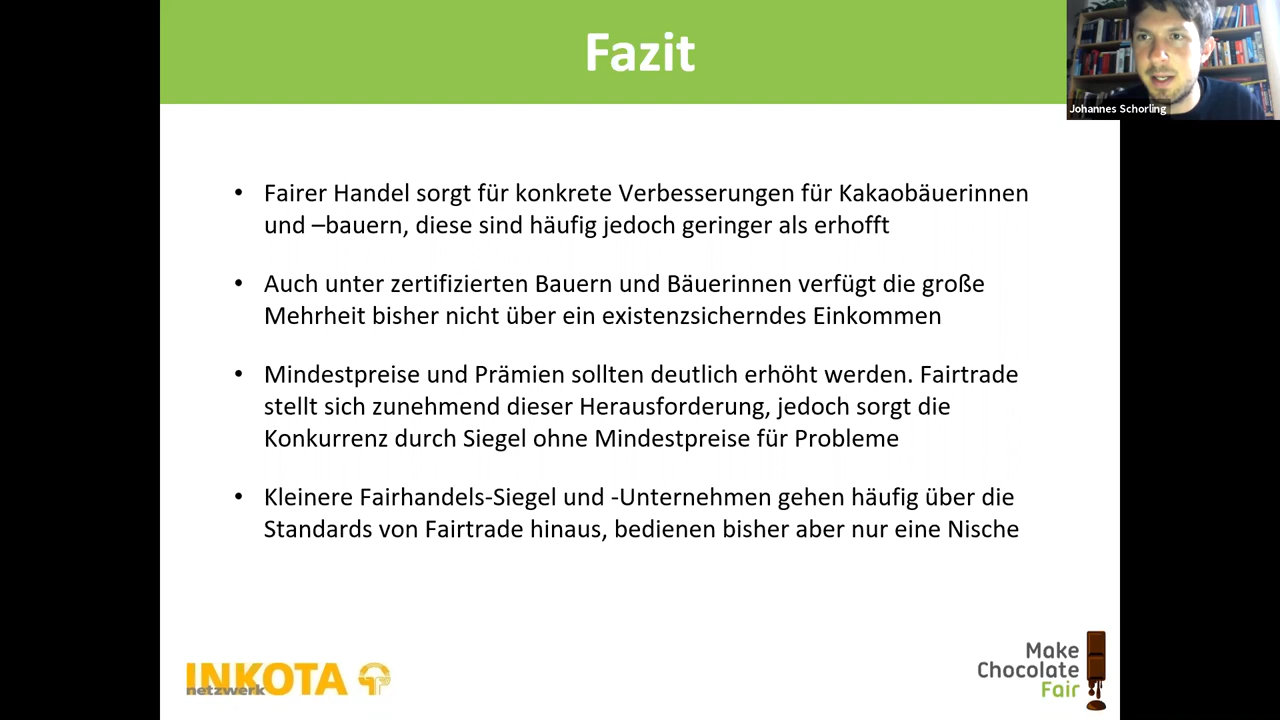 Fazit
Johannes Schorling
• Fairer Handel sorgt für konkrete Verbesserungen für Kakaobäuerinnen
und –bauern, diese sind häufig jedoch geringer als erhofft
• Auch unter zertifizierten Bauern und Bäuerinnen verfügt die große
Mehrheit bisher nicht über ein existenzsicherndes Einkommen
• Mindestpreise und Prämien sollten deutlich erhöht werden. Fairtrade
stellt sich zunehmend dieser Herausforderung, jedoch sorgt die
Konkurrenz durch Siegel ohne Mindestpreise für Probleme
• Kleinere Fairhandels-Siegel und -Unternehmen gehen häufig über die
Standards von Fairtrade hinaus, bedienen bisher aber nur eine Nische
INKOTA
netzwerk
Make
Chocolate
Fair